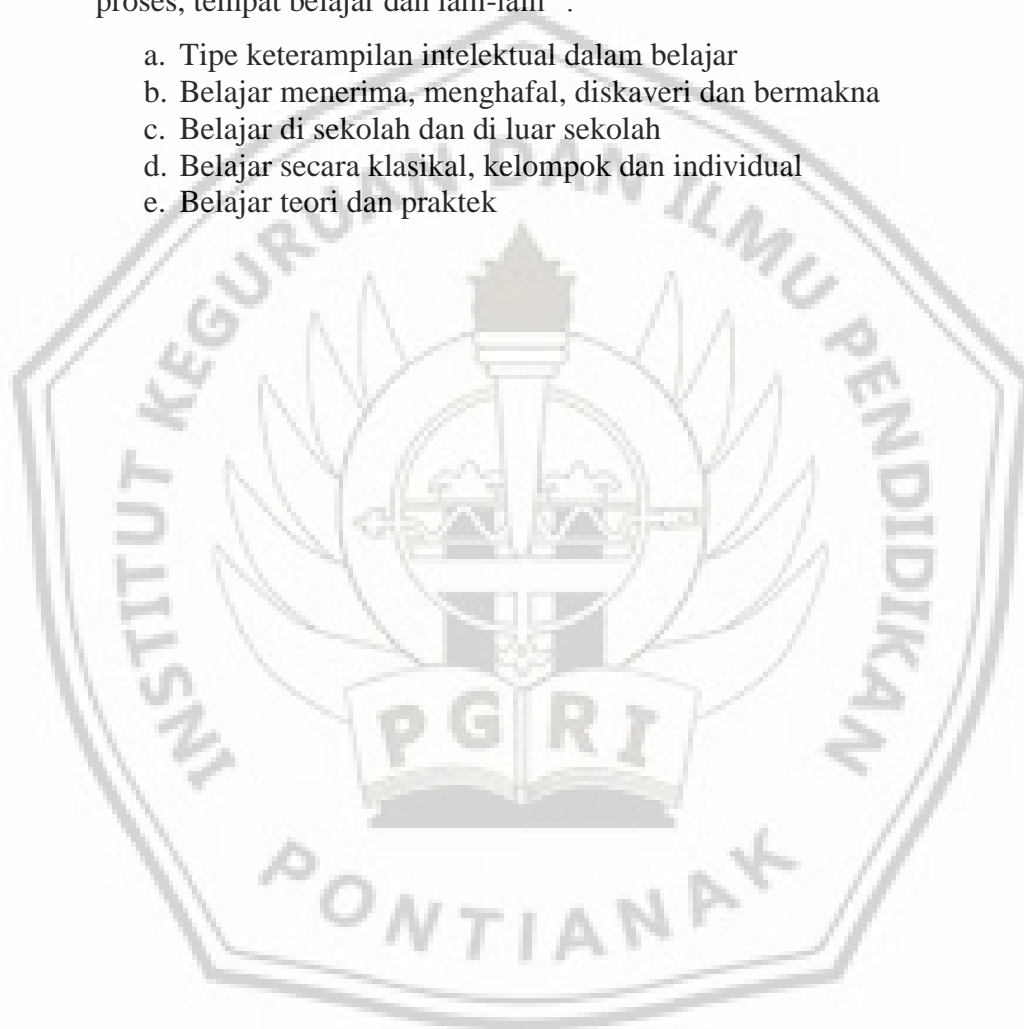 proses, tempat belajar dan lain-lain”.
a. Tipe keterampilan intelektual dalam belajar
b. Belajar menerima, menghafal, diskaveri dan bermakna
c. Belajar di sekolah dan di luar sekolah
d. Belajar secara klasikal, kelompok dan individual
e. Belajar teori dan praktek
INSTITUT KEGURUAN DAN ILMU PENDIDIKAN
PGRI
PONTIANAK